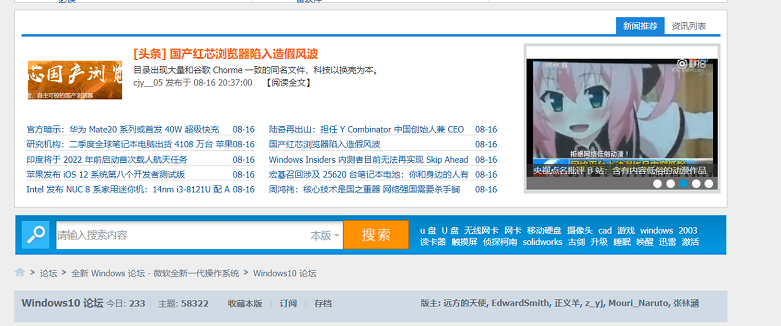 新闻推荐 资讯列表
芯国产浏览
[头条] 国产红芯浏览器陷入造假风波
目录出现大量和谷歌 Chorme 一致的同名文件，科技以换壳为本。
cjy__05 发布于 08-16 20:37:00 【阅读全文】
官方暗示：华为 Mate20 系列或首发 40W 超级快充 08-16
研究机构：二季度全球笔记本电脑出货 4108 万台 苹果 08-16
印度将于 2022 年前启动首次载人航天任务 08-16
苹果发布 iOS 12 系统第八个开发者测试版 08-16
Intel 发布 NUC 8 系家用迷你机：14nm i3-8121U 配 A 08-16
陆奇再出山：担任 Y Combinator 中国创始人兼 CEO 08-16
国产红芯浏览器陷入造假风波 08-16
Windows Insiders 内测者目前无法再实现 Skip Ahead 08-16
宏碁召回涉及 25620 台笔记本电池：你和身边的人有 08-16
周鸿祎：核心技术是国之重器 网络强国需要杀手锏 08-16
秒拍
拒烦网络低俗动漫！
央视点名批评 B 站：含有内容低俗的动漫作品
请输入搜索内容 本版 搜索
u 盘 U 盘 无线网卡 网卡 移动硬盘 摄像头 cad 游戏 windows 2003
读卡器 触摸屏 侦探柯南 solidworks 古剑 升级 睡眠 唤醒 迅雷 激活
> 论坛 > 全新 Windows 论坛 - 微软全新一代操作系统 > Windows10 论坛
Windows10 论坛 今日: 233 | 主题: 58322 收藏本版 | 订阅 | 存档
版主: 远方的天使, EdwardSmith, 正义羊, z_yj, Mouri_Naruto, 张林涵